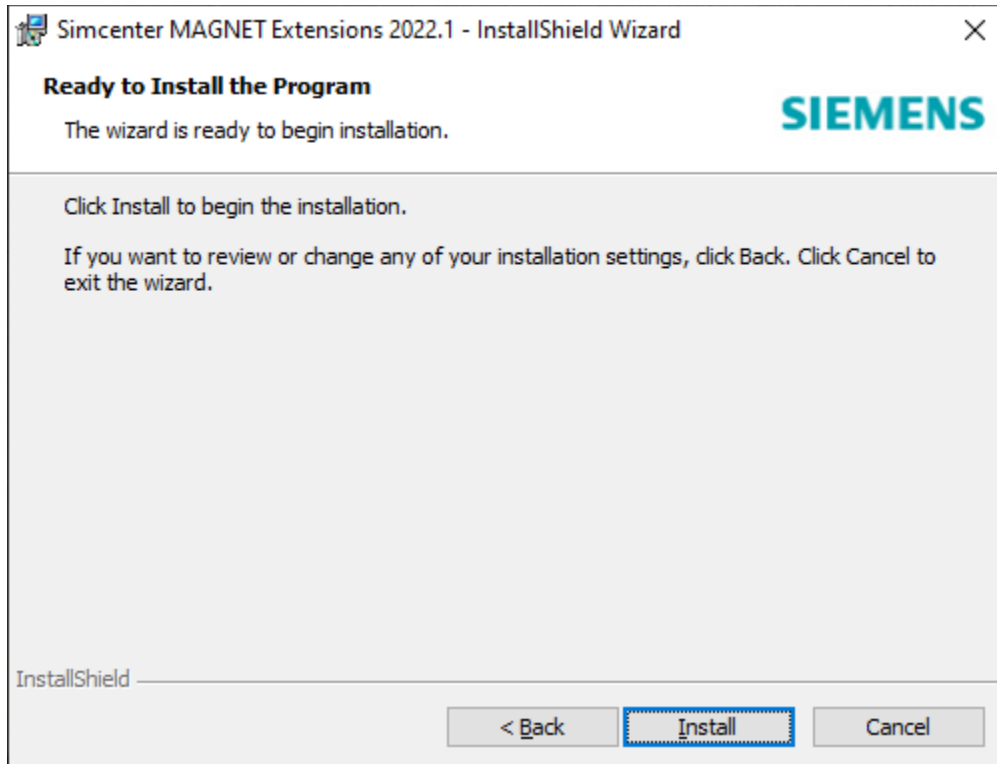 Simcenter MAGNET Extensions 2022.1 - InstallShield Wizard
Ready to Install the Program
The wizard is ready to begin installation.
SIEMENS
Click Install to begin the installation.
If you want to review or change any of your installation settings, click Back. Click Cancel to
exit the wizard.
InstallShield
< Back
Install
Cancel